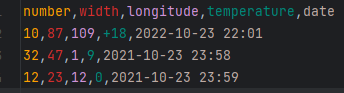 number,width,longitude,temperature,date
10,87,109,+18,2022-10-23 22:01
32,47,1,9,2021-10-23 23:58
12,23,12,0,2021-10-23 23:59